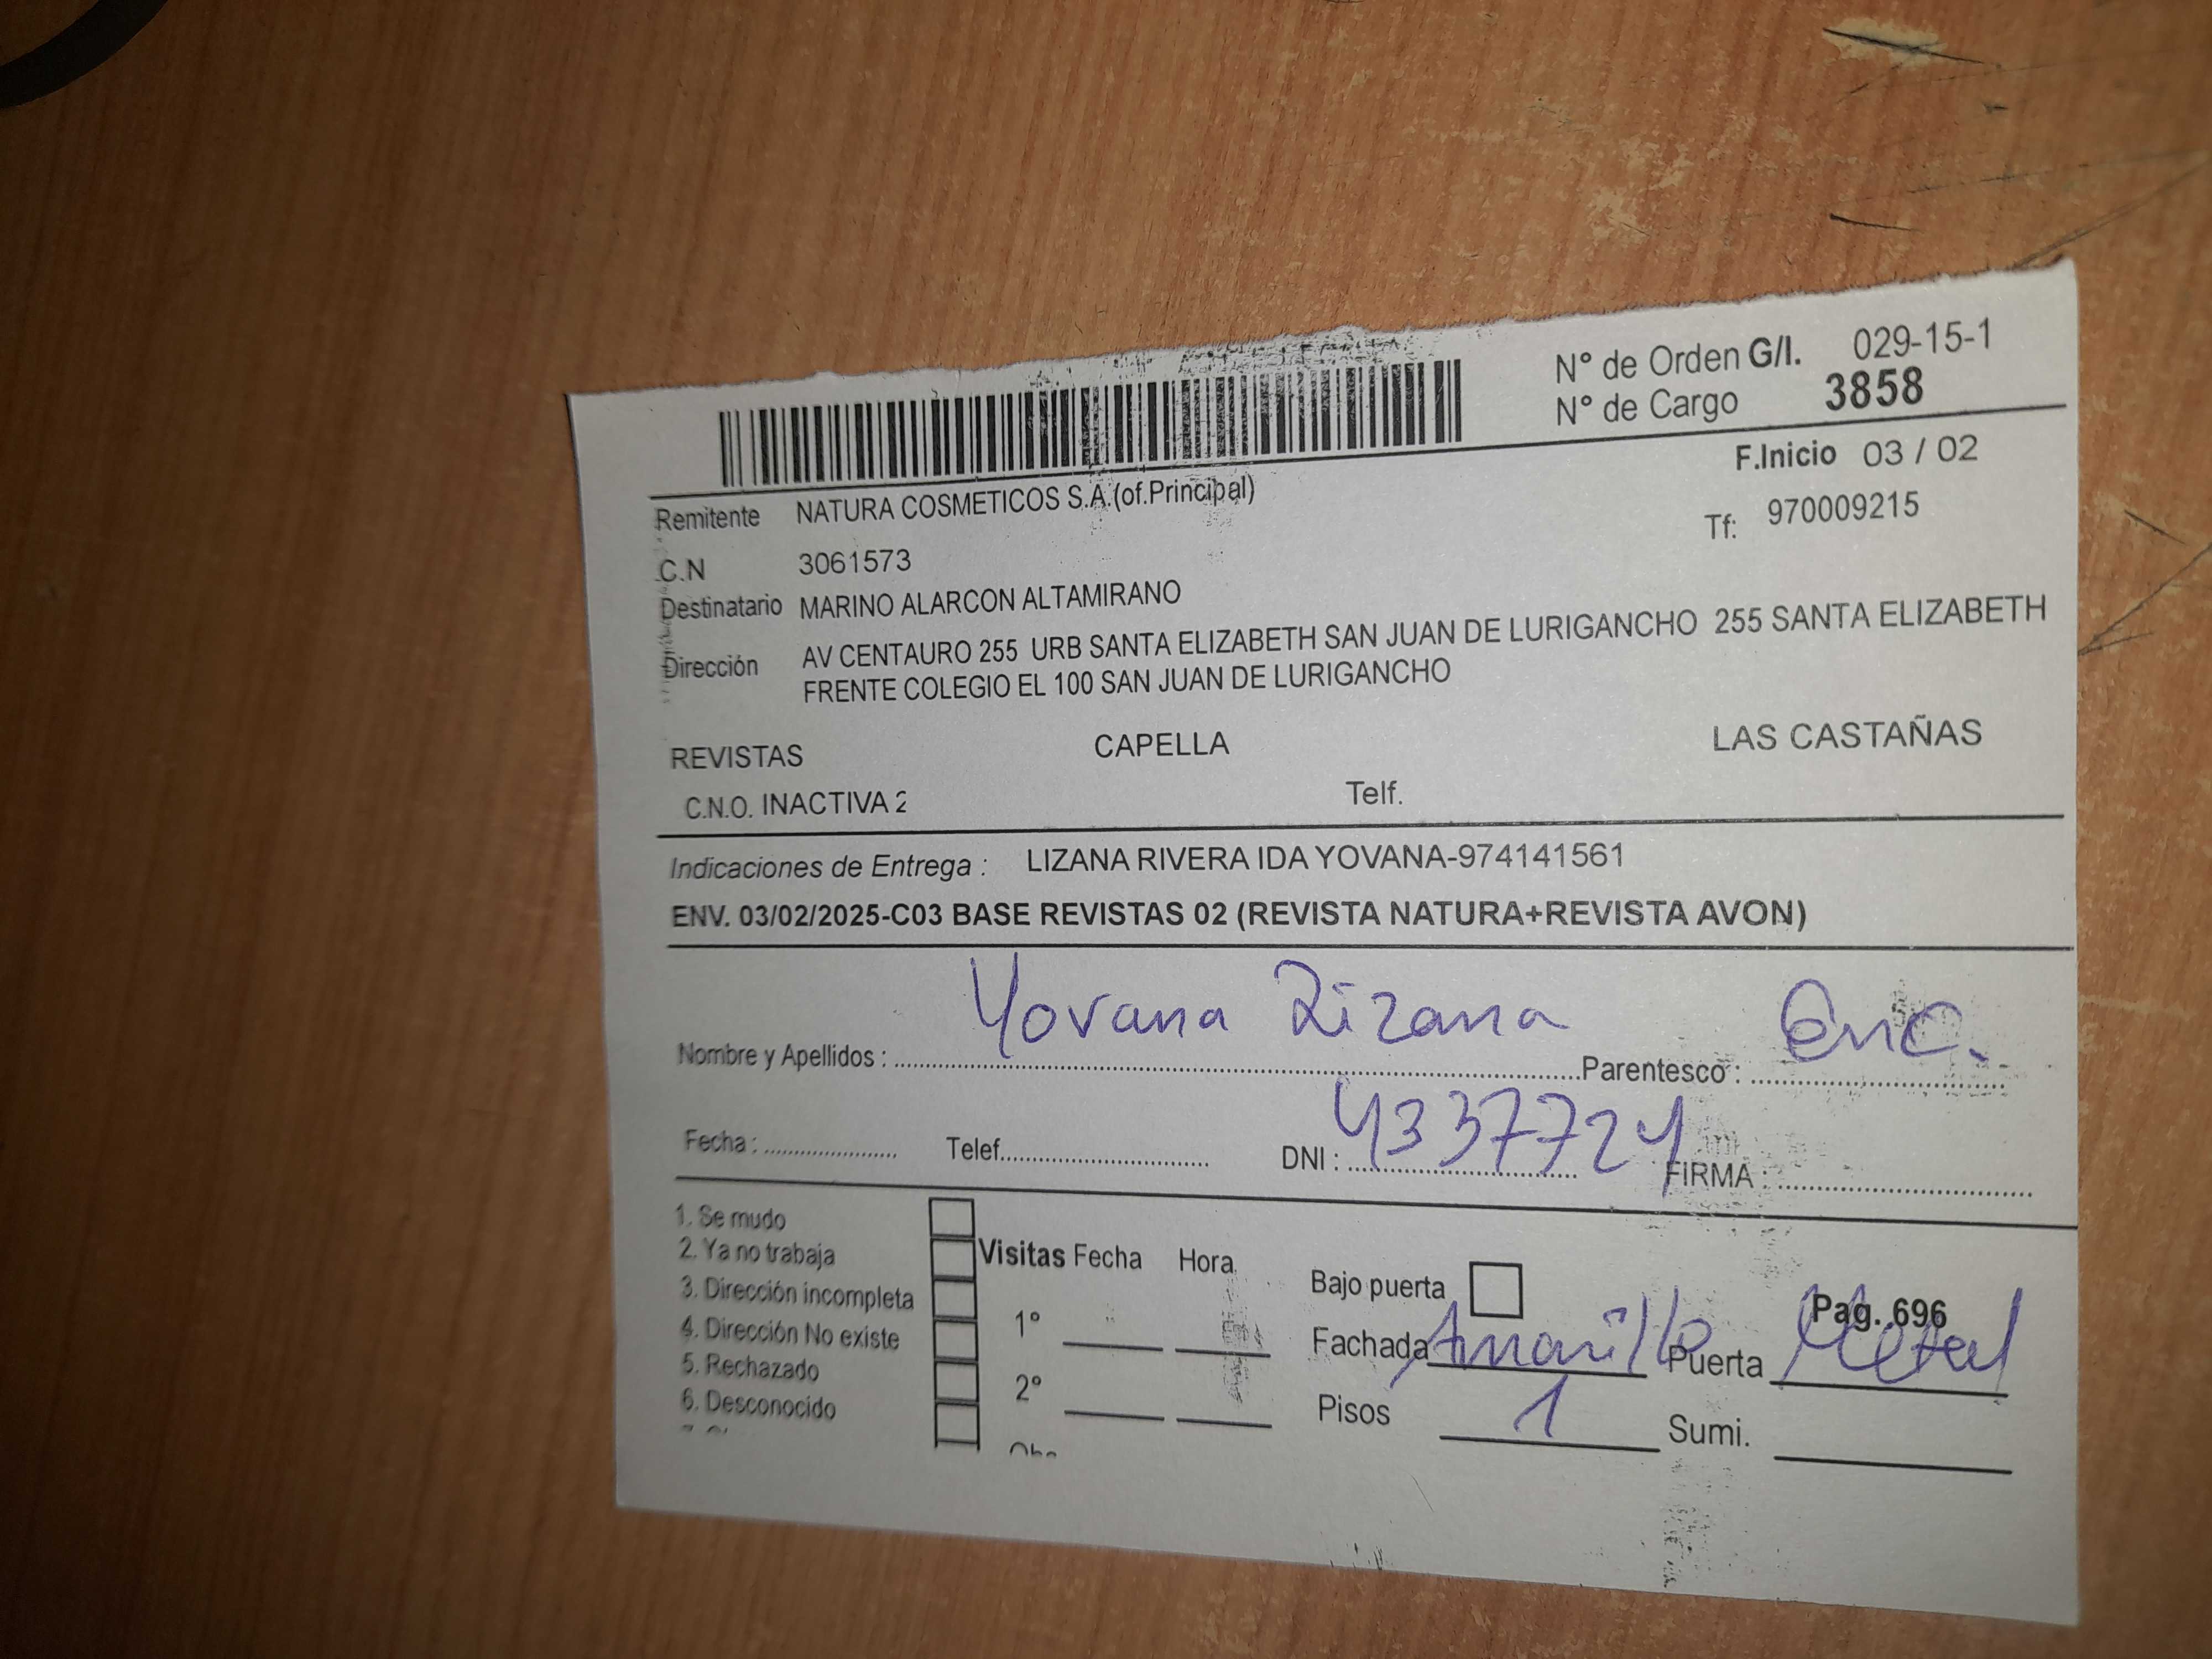 N° de Orden G/I. 029-15-1
N° de Cargo 3858
F.Inicio 03 / 02
Remitente NATURA COSMETICOS S.A.(of.Principal)
Tf: 970009215
C.N 3061573
Destinatario MARINO ALARCON ALTAMIRANO
Dirección AV CENTAURO 255 URB SANTA ELIZABETH SAN JUAN DE LURIGANCHO 255 SANTA ELIZABETH
FRENTE COLEGIO EL 100 SAN JUAN DE LURIGANCHO
REVISTAS CAPELLA LAS CASTAÑAS
C.N.O. INACTIVA 2 Telf.
Indicaciones de Entrega : LIZANA RIVERA IDA YOVANA-974141561
ENV. 03/02/2025-C03 BASE REVISTAS 02 (REVISTA NATURA+REVISTA AVON)
Nombre y Apellidos : Yovana Lizana Parentesco : Enc.
Fecha : Telef. DNI : 43377724 FIRMA :
1. Se mudo
2. Ya no trabaja Visitas Fecha Hora
3. Dirección incompleta Bajo puerta Pag. 696
4. Dirección No existe 1° Fachada Amarillo Puerta Metal
5. Rechazado
6. Desconocido 2° Pisos 1 Sumi.